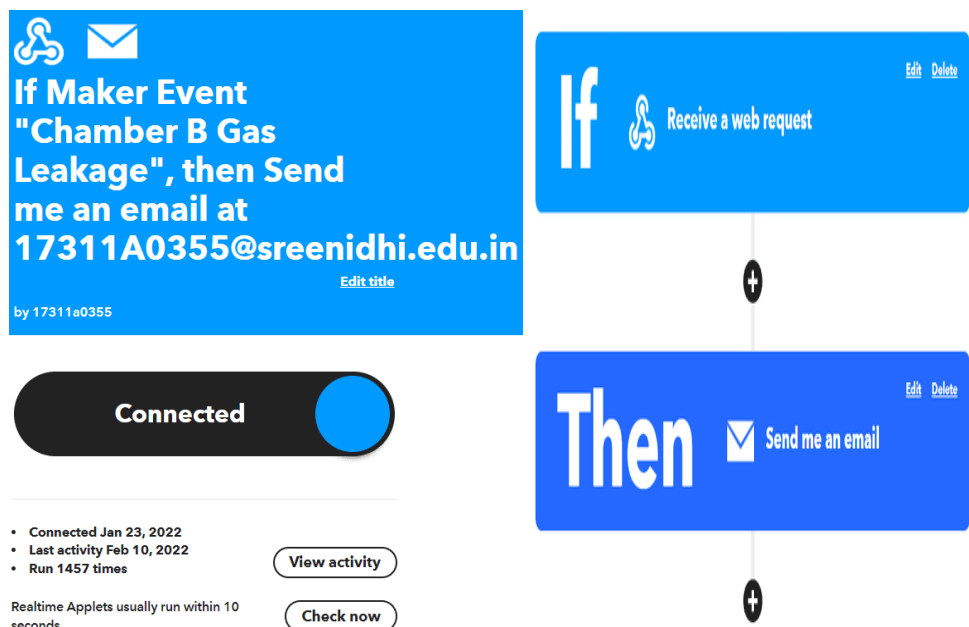 If Maker Event
"Chamber B Gas
Leakage", then Send
me an email at
17311A0355@sreenidhi.edu.in
Edit title
by 17311a0355
Connected
• Connected Jan 23, 2022
• Last activity Feb 10, 2022
• Run 1457 times
View activity
Realtime Applets usually run within 10
seconds
Check now
If
Receive a web request
Edit Delete
Then
Send me an email
Edit Delete